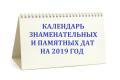 КАЛЕНДАРЬ
ЗНАМЕНАТЕЛЬНЫХ
И ПАМЯТНЫХ ДАТ
НА 2019 ГОД